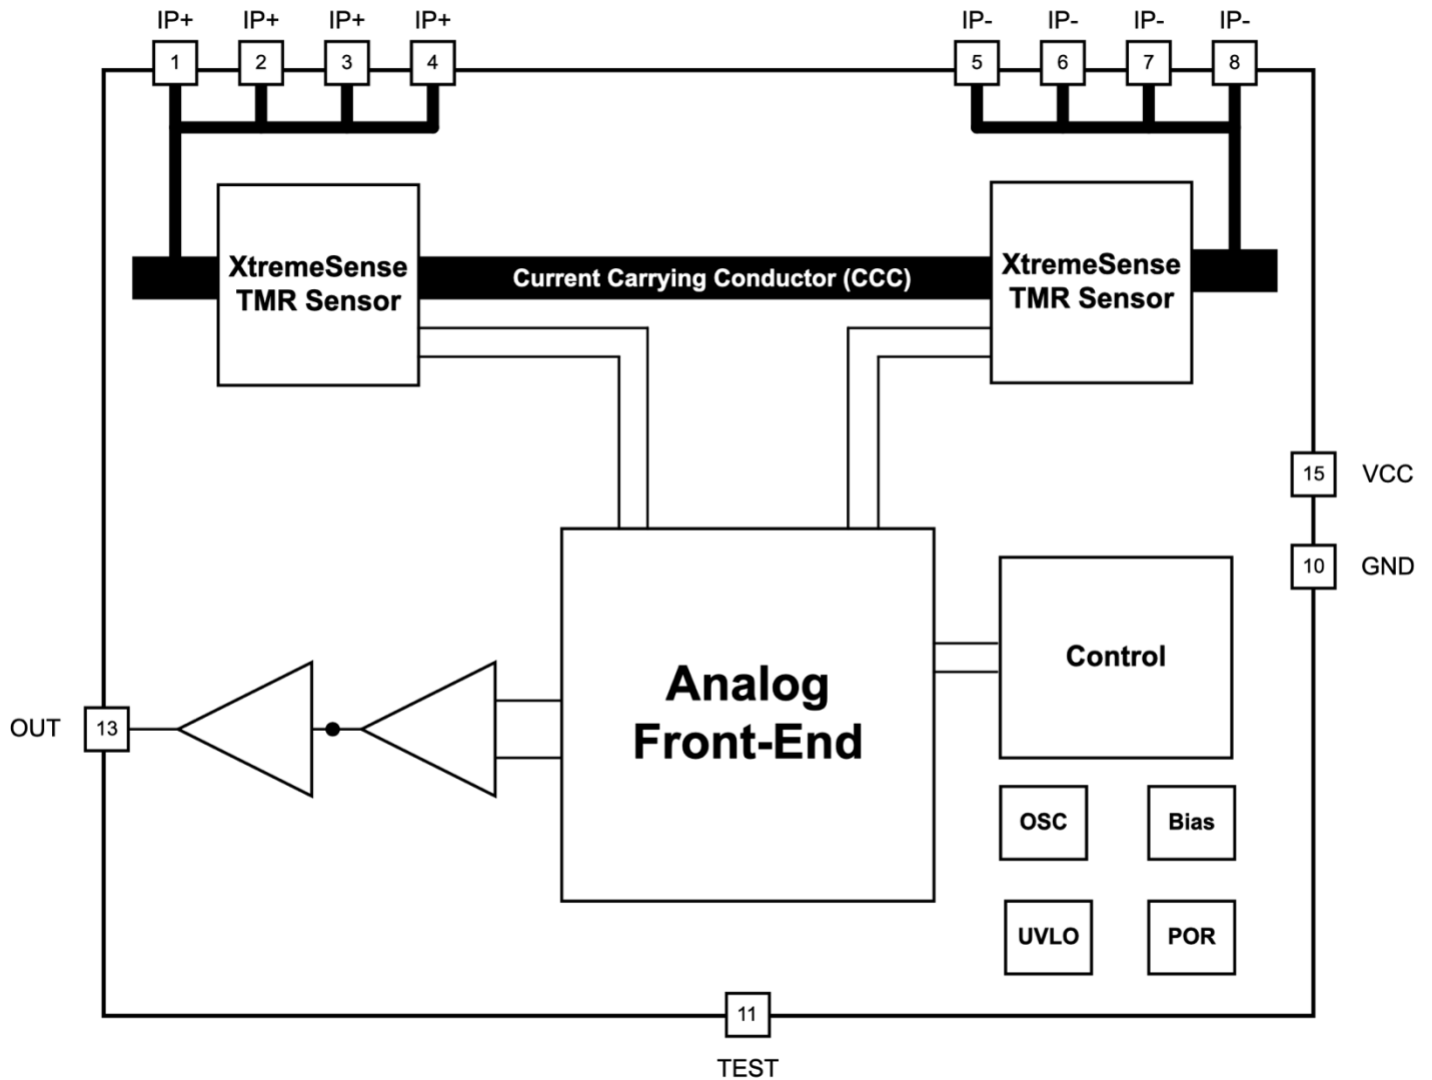 IP+ IP+ IP+ IP+ IP- IP- IP- IP-
1 2 3 4 5 6 7 8
XtremeSense
TMR Sensor
Current Carrying Conductor (CCC)
XtremeSense
TMR Sensor
15 VCC
10 GND
Analog
Front-End
Control
OUT 13
OSC Bias
UVLO POR
11
TEST